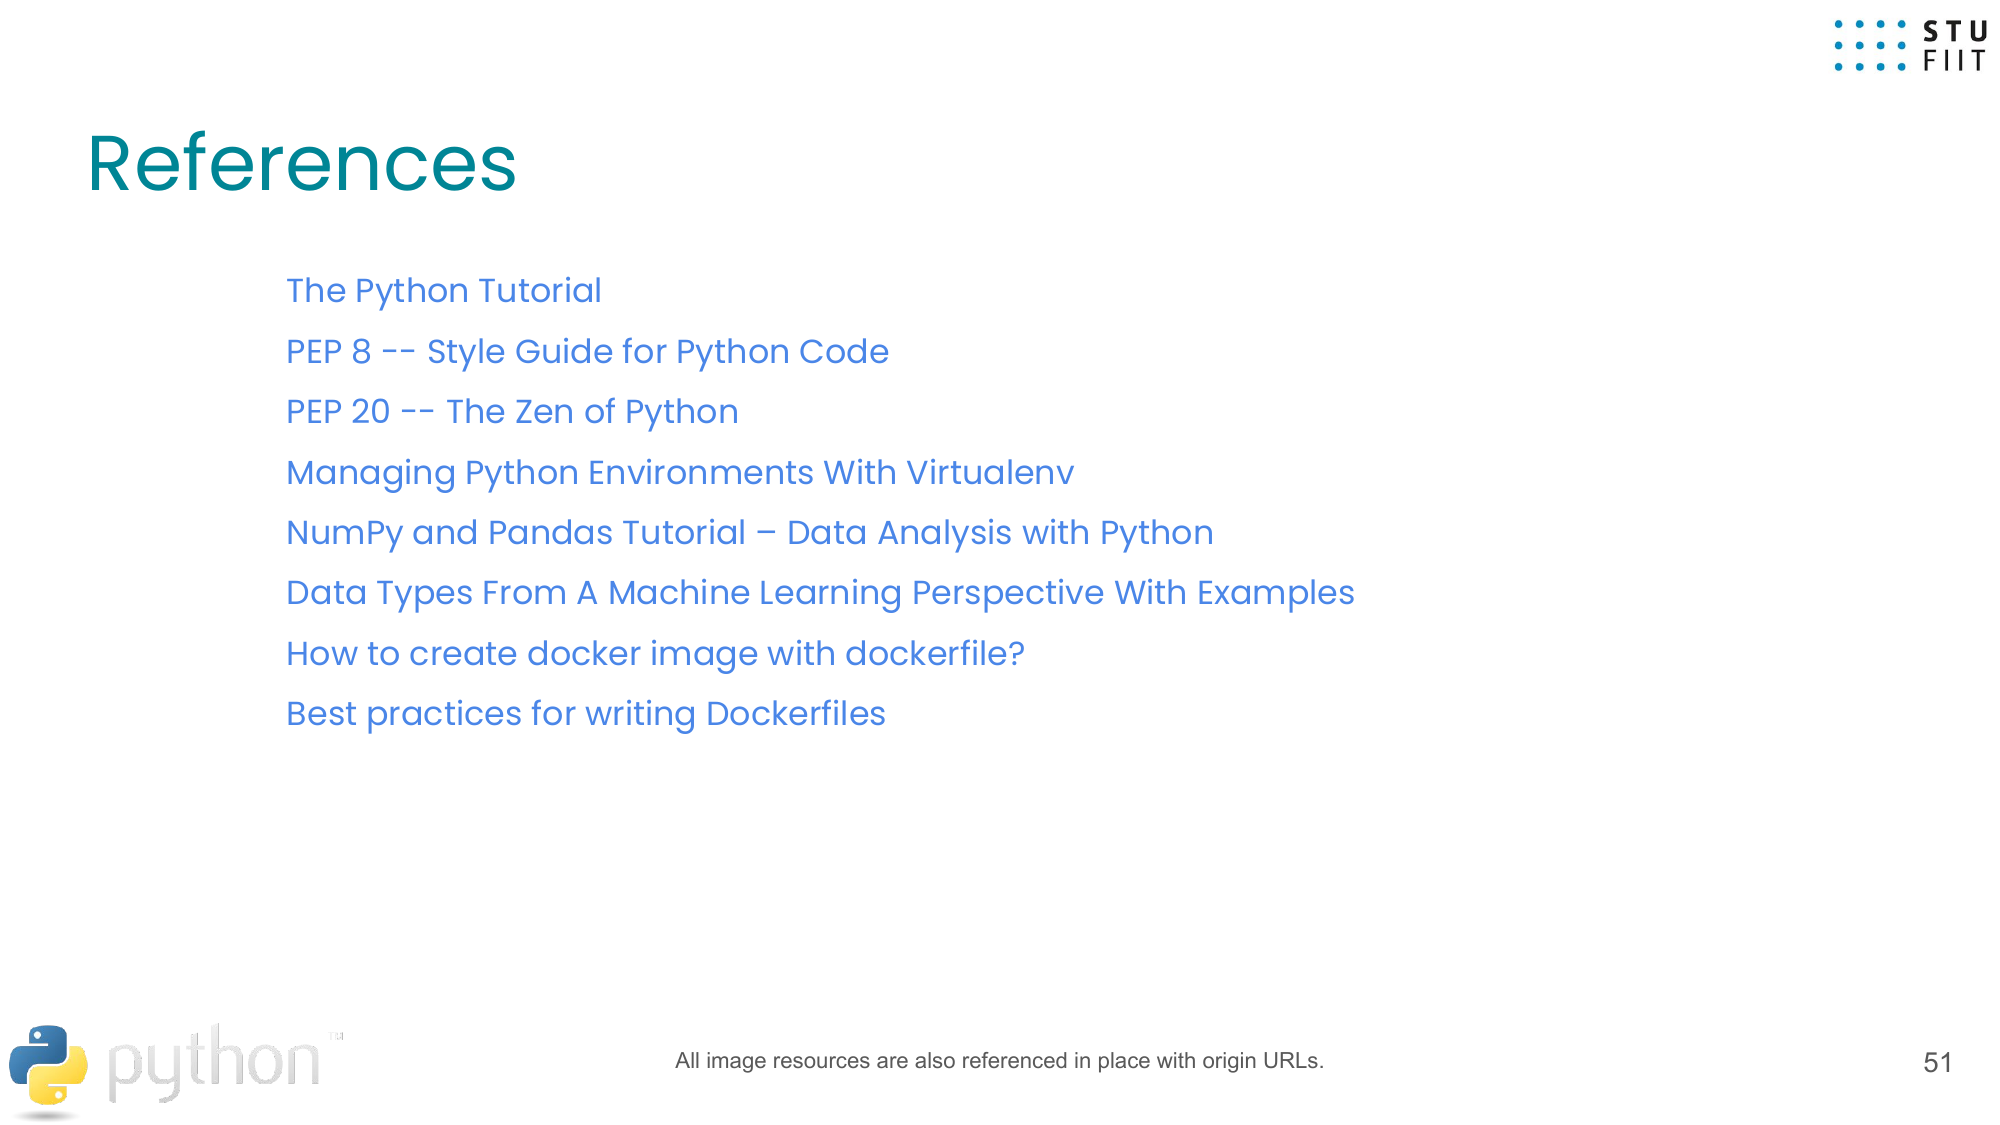 STU
FIIT
References
The Python Tutorial
PEP 8 -- Style Guide for Python Code
PEP 20 -- The Zen of Python
Managing Python Environments With Virtualenv
NumPy and Pandas Tutorial – Data Analysis with Python
Data Types From A Machine Learning Perspective With Examples
How to create docker image with dockerfile?
Best practices for writing Dockerfiles
python™
All image resources are also referenced in place with origin URLs.
51